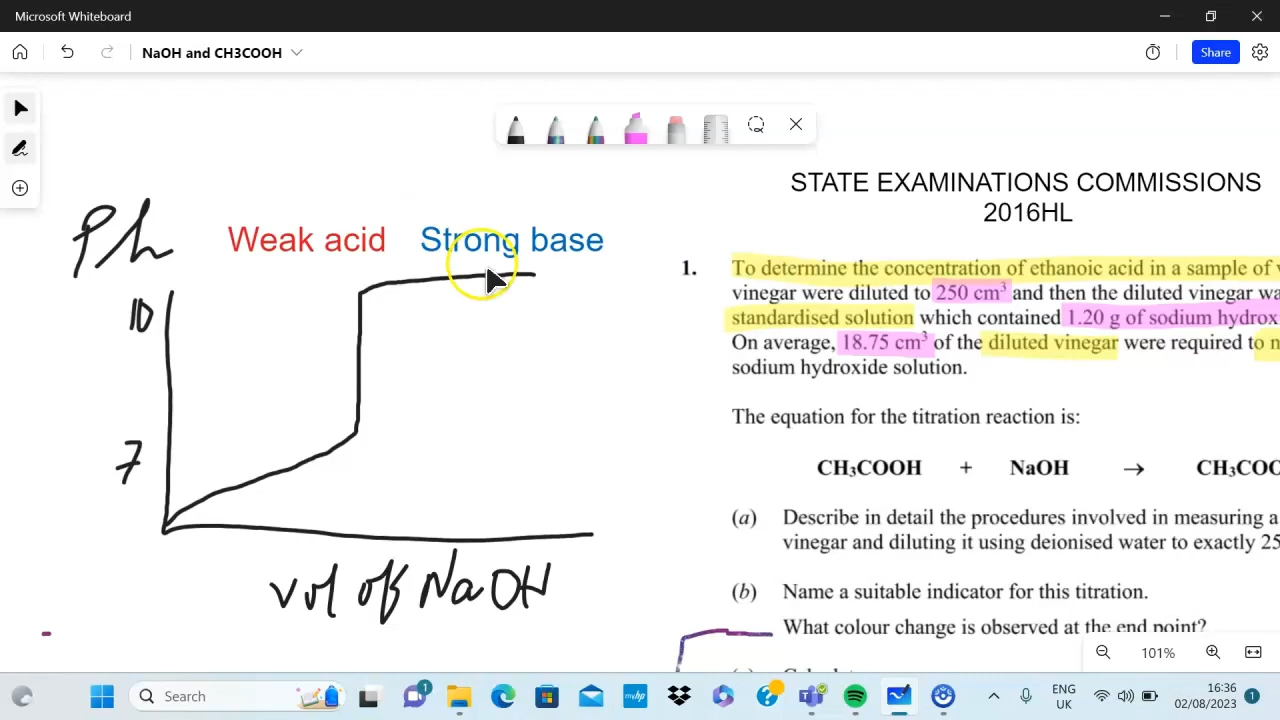 Microsoft Whiteboard
NaOH and CH3COOH
Share
STATE EXAMINATIONS COMMISSIONS
2016HL
Ph
Weak acid
Strong base
10
7
vol of NaOH
1. To determine the concentration of ethanoic acid in a sample of
vinegar were diluted to 250 cm³ and then the diluted vinegar
standardised solution which contained 1.20 g of sodium
On average, 18.75 cm³ of the diluted vinegar were required to
sodium hydroxide solution.
The equation for the titration reaction is:
CH₃COOH + NaOH →
(a) Describe in detail the procedures involved in measuring a
vinegar and diluting it using deionised water to exactly
(b) Name a suitable indicator for this titration.
What colour change is observed at the end point?
101%
Search
1
ENG
UK
16:36
02/08/2023
1